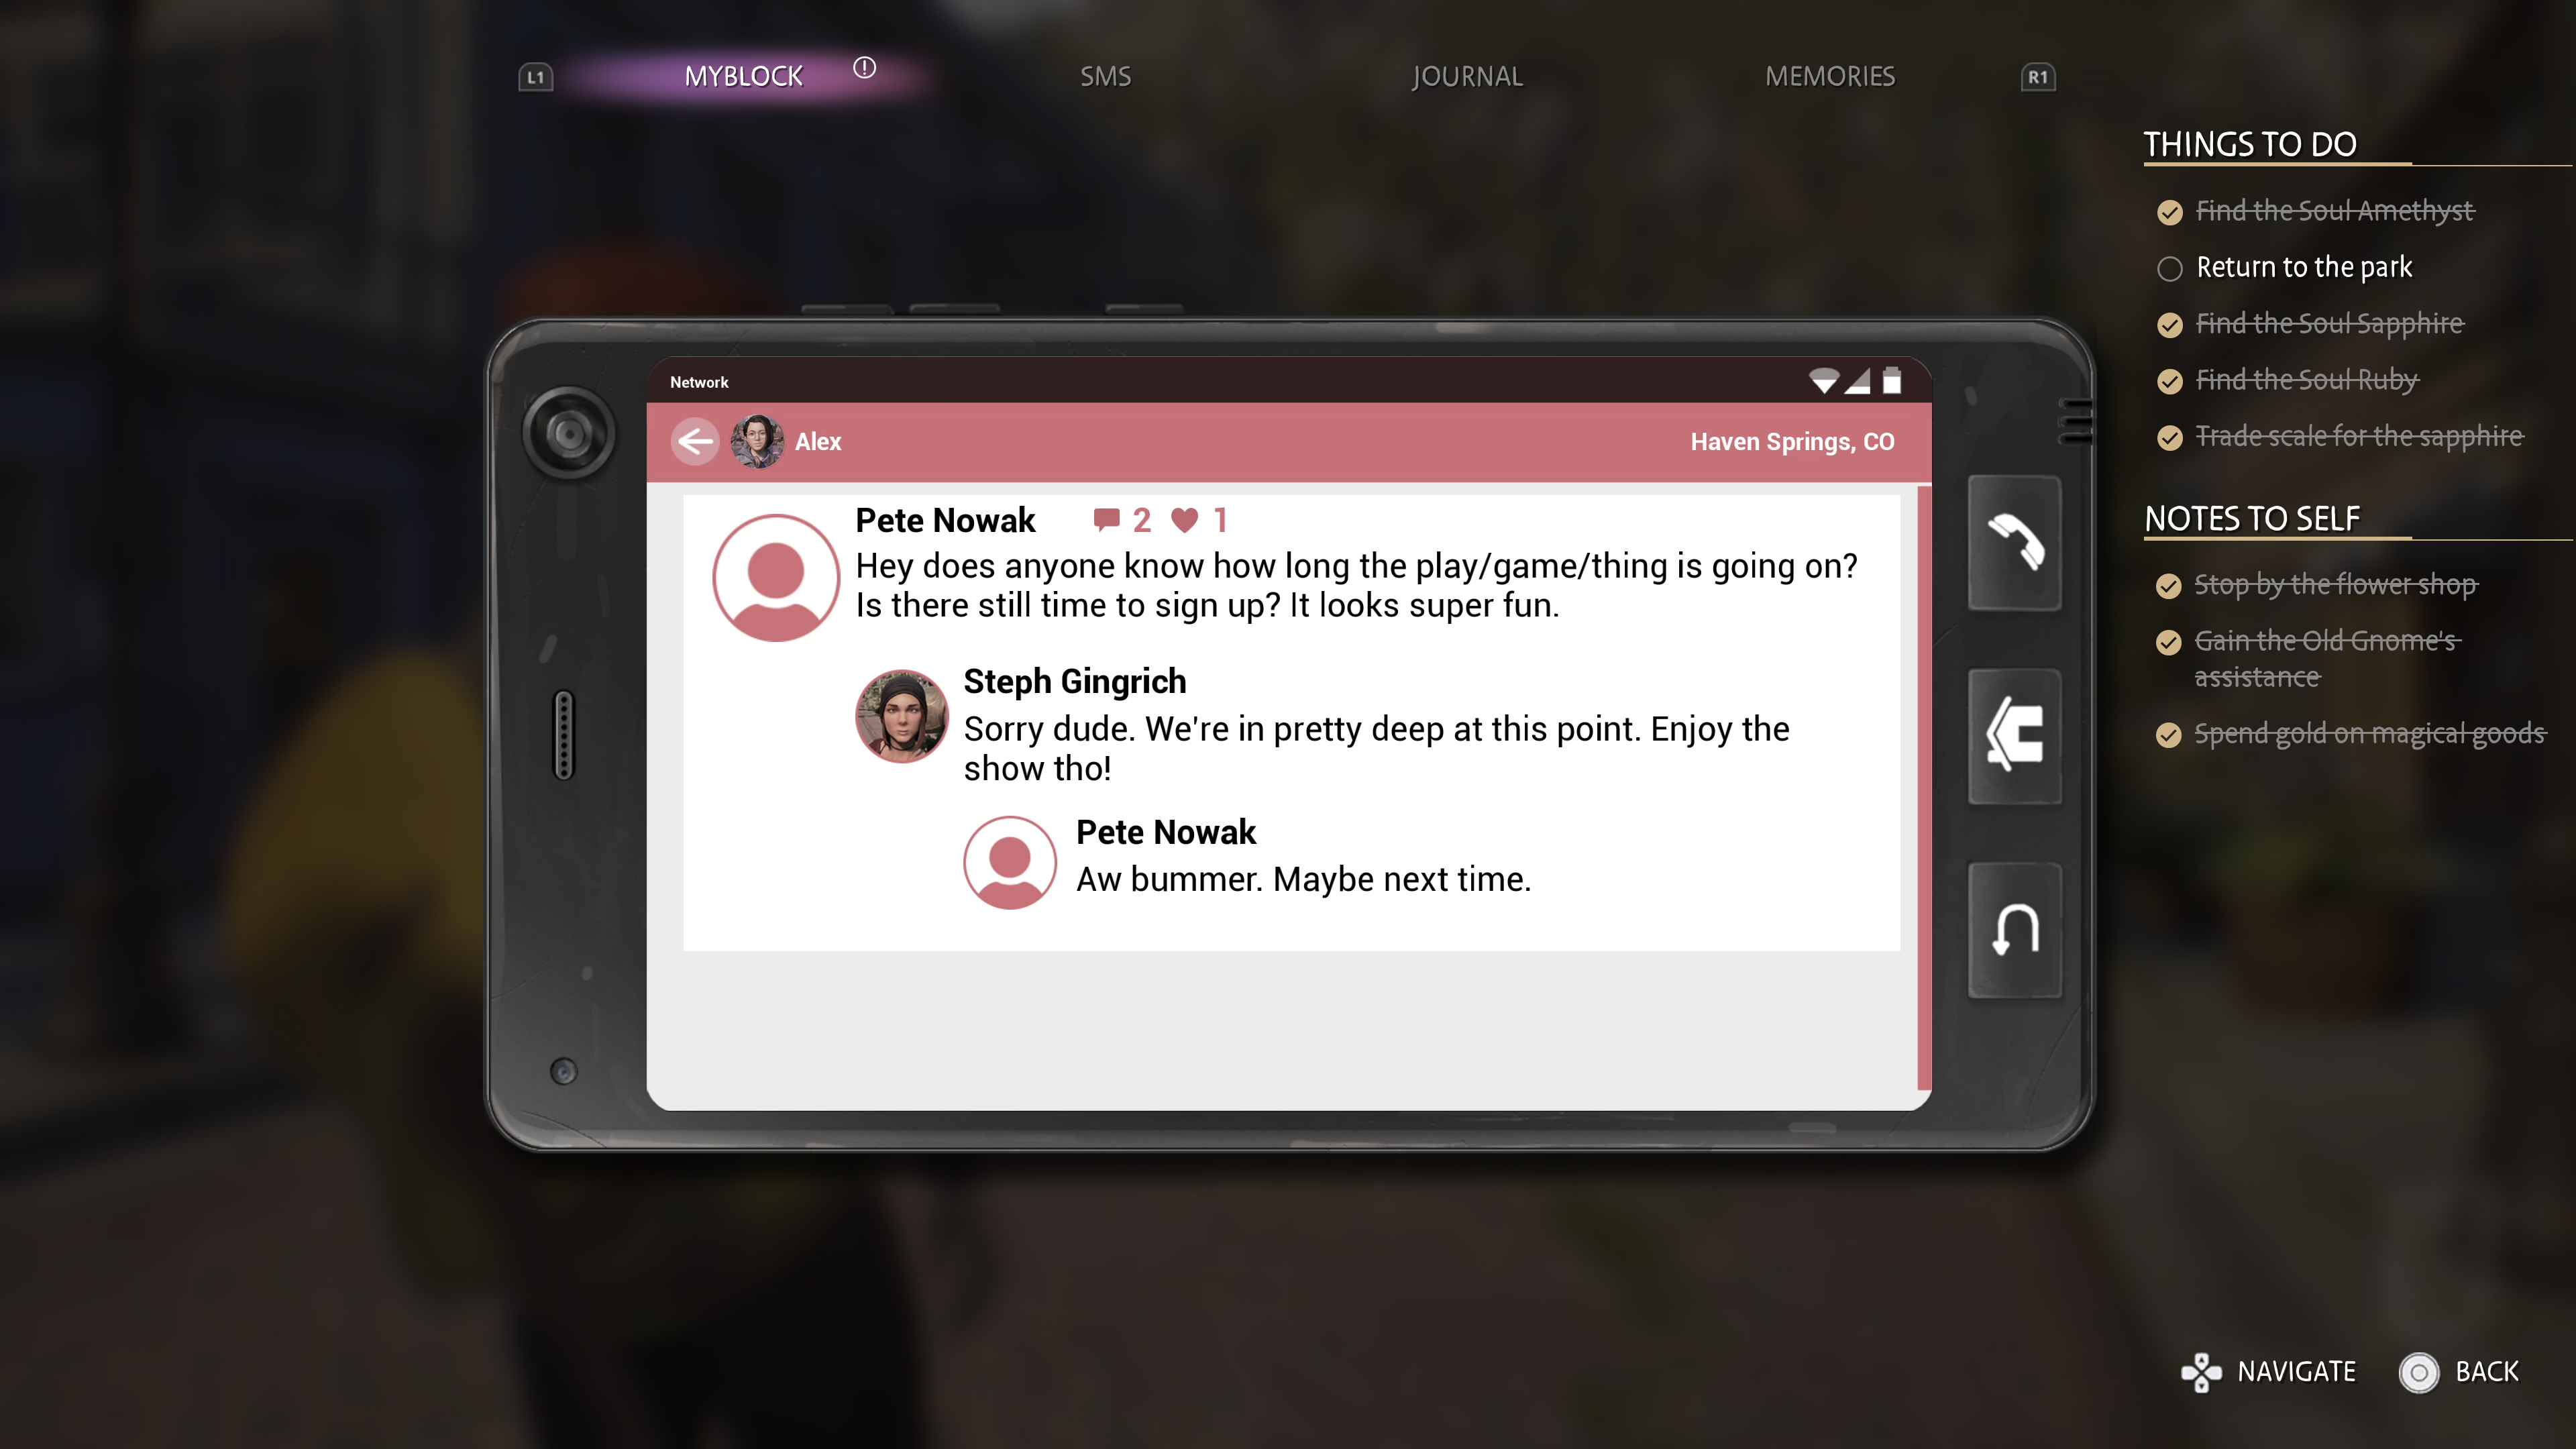 L1
MYBLOCK
SMS
JOURNAL
MEMORIES
R1
THINGS TO DO
Find the Soul Amethyst
Return to the park
Find the Soul Sapphire
Find the Soul Ruby
Trade scale for the sapphire
NOTES TO SELF
Stop by the flower shop
Gain the Old Gnome's
assistance
Spend gold on magical goods
Network
Alex
Haven Springs, CO
Pete Nowak 2 1
Hey does anyone know how long the play/game/thing is going on?
Is there still time to sign up? It looks super fun.
Steph Gingrich
Sorry dude. We're in pretty deep at this point. Enjoy the
show tho!
Pete Nowak
Aw bummer. Maybe next time.
NAVIGATE
BACK